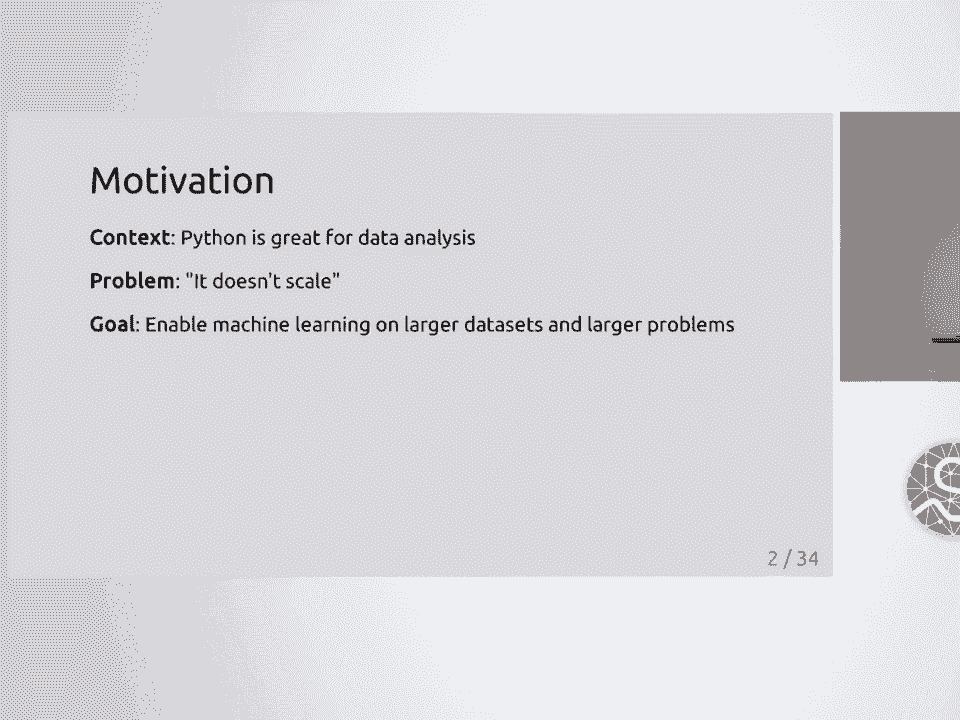 Motivation
Context: Python is great for data analysis
Problem: "It doesn't scale"
Goal: Enable machine learning on larger datasets and larger problems
2 / 34